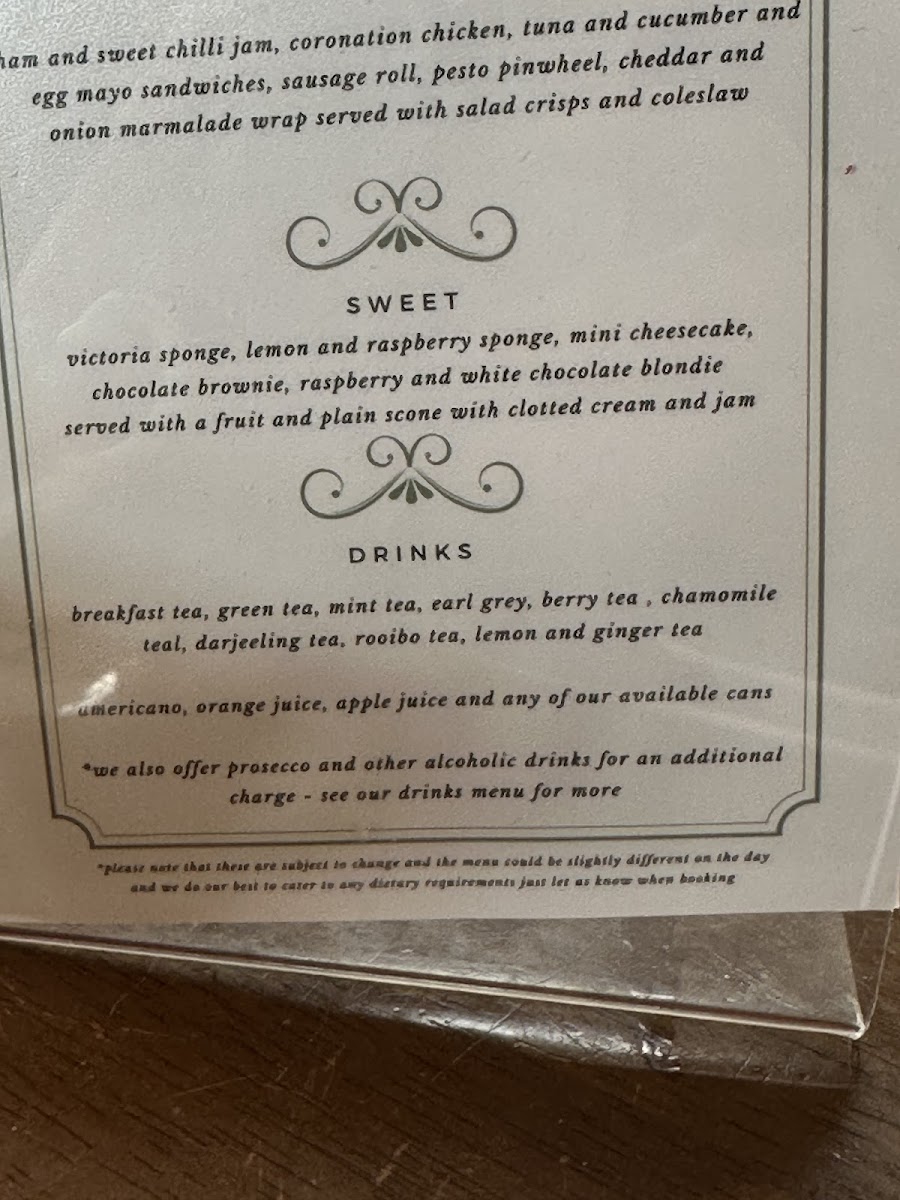 ham and sweet chilli jam, coronation chicken, tuna and cucumber and
egg mayo sandwiches, sausage roll, pesto pinwheel, cheddar and
onion marmalade wrap served with salad crisps and coleslaw
SWEET
victoria sponge, lemon and raspberry sponge, mini cheesecake,
chocolate brownie, raspberry and white chocolate blondie
served with a fruit and plain scone with clotted cream and jam
DRINKS
breakfast tea, green tea, mint tea, earl grey, berry tea , chamomile
teal, darjeeling tea, rooibo tea, lemon and ginger tea
americano, orange juice, apple juice and any of our available cans
*we also offer prosecco and other alcoholic drinks for an additional
charge - see our drinks menu for more
*please note that these are subject to change and the menu could be slightly different on the day
and we do our best to cater to any dietary requirements just let us know when booking